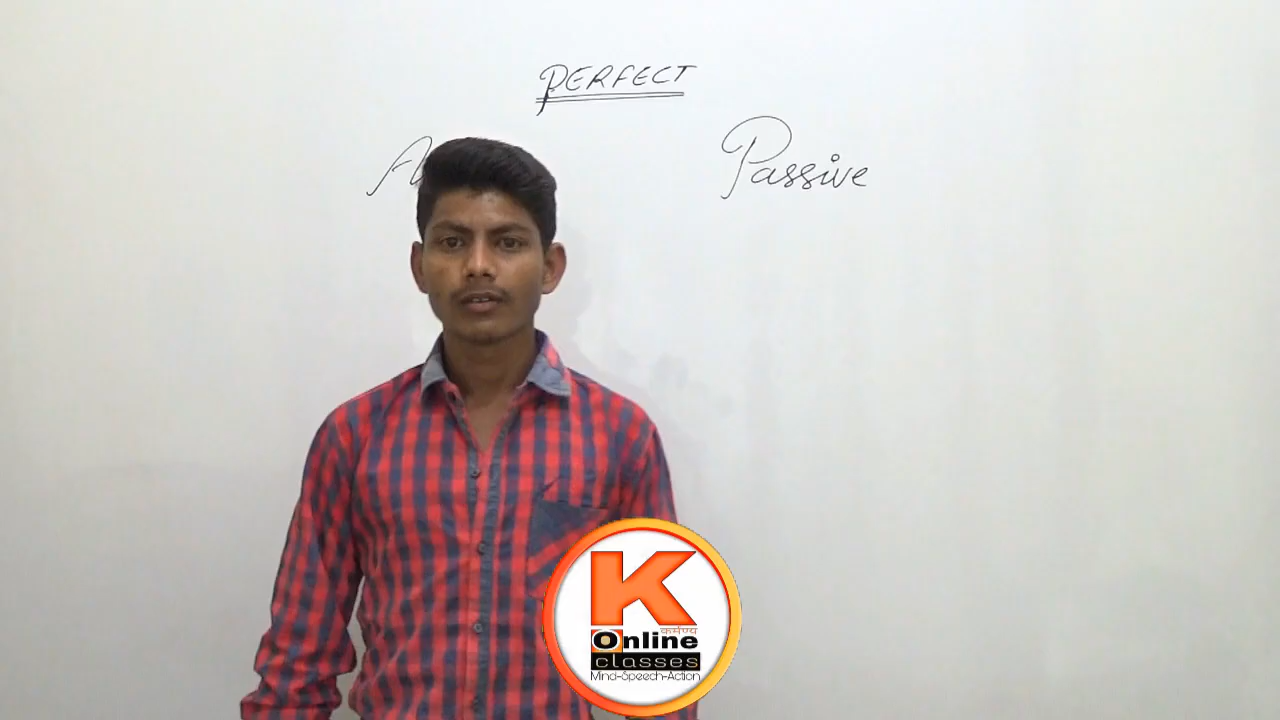 PERFECT
Passive
K
कर्मण्य
Online
classes
Mind-Speech-Action